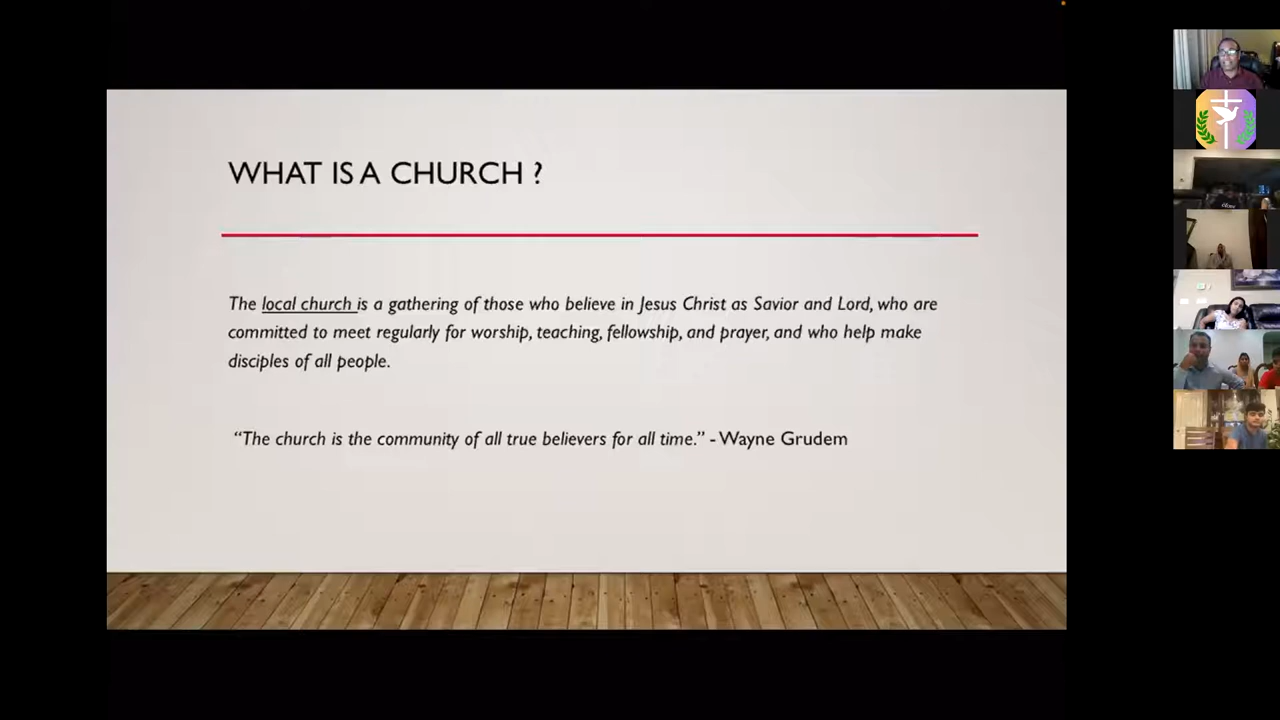 WHAT IS A CHURCH ?
The local church is a gathering of those who believe in Jesus Christ as Savior and Lord, who are
committed to meet regularly for worship, teaching, fellowship, and prayer, and who help make
disciples of all people.
“The church is the community of all true believers for all time.” - Wayne Grudem